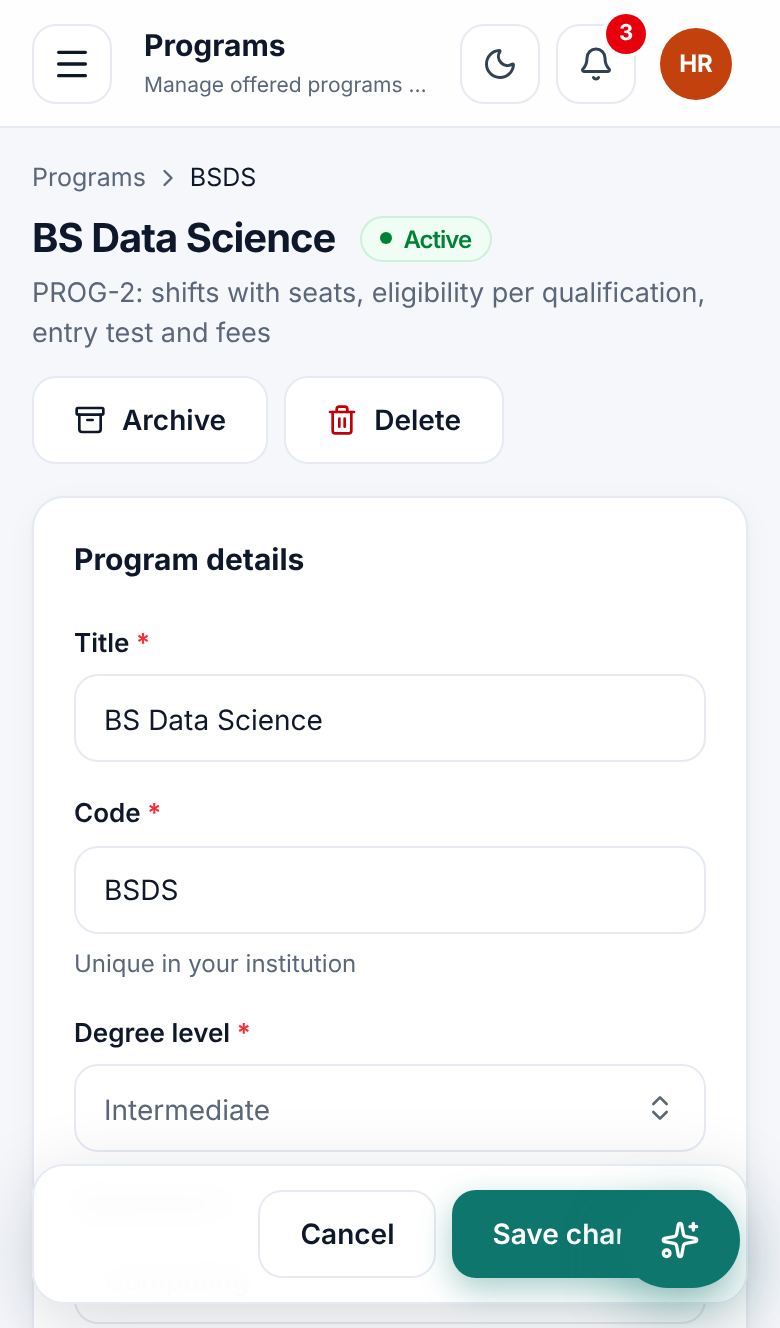 Programs
3
HR
Manage offered programs ...
Programs > BSDS
BS Data Science
Active
PROG-2: shifts with seats, eligibility per qualification,
entry test and fees
Archive
Delete
Program details
Title *
BS Data Science
Code *
BSDS
Unique in your institution
Degree level *
Intermediate
Cancel
Save